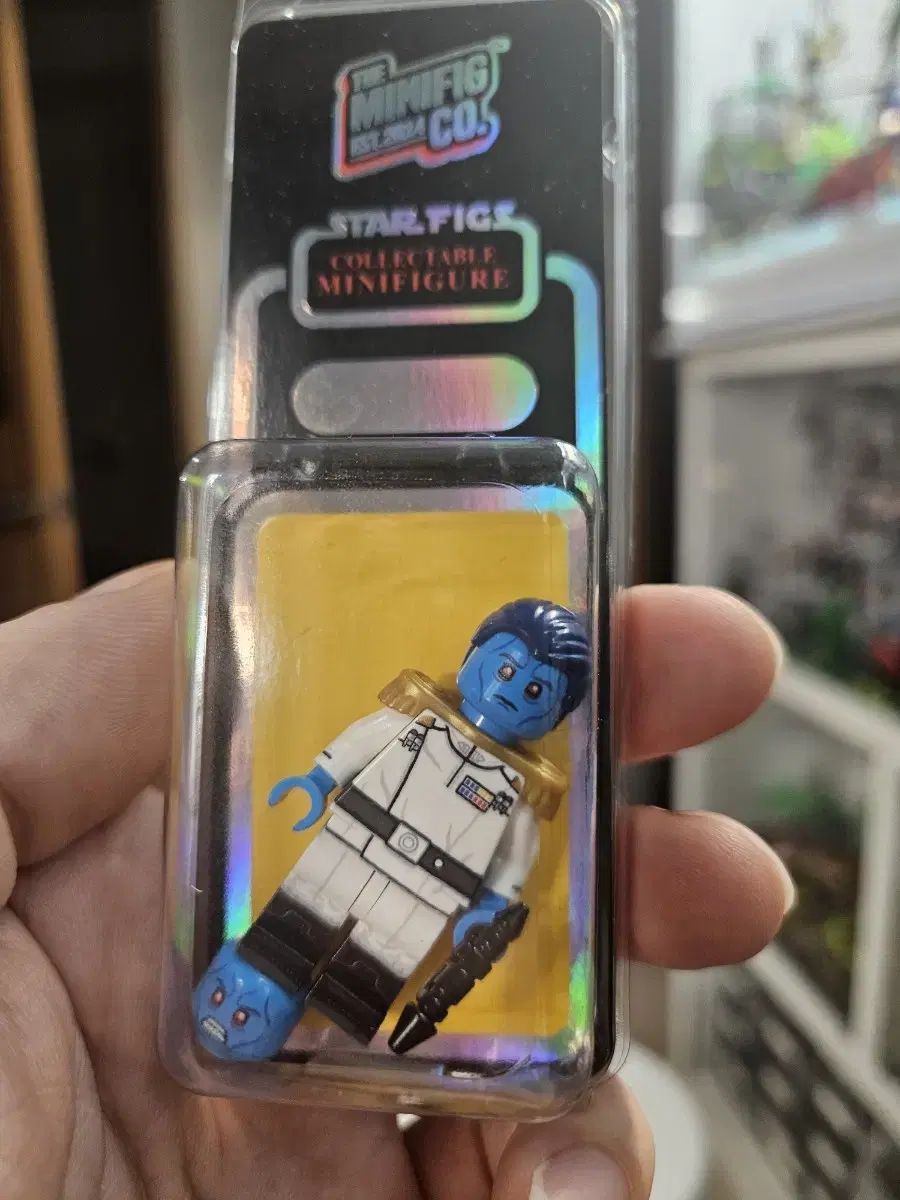 THE
MINIFIG
EST.2024 CO.
STAR FIGS
COLLECTABLE
MINIFIGURE